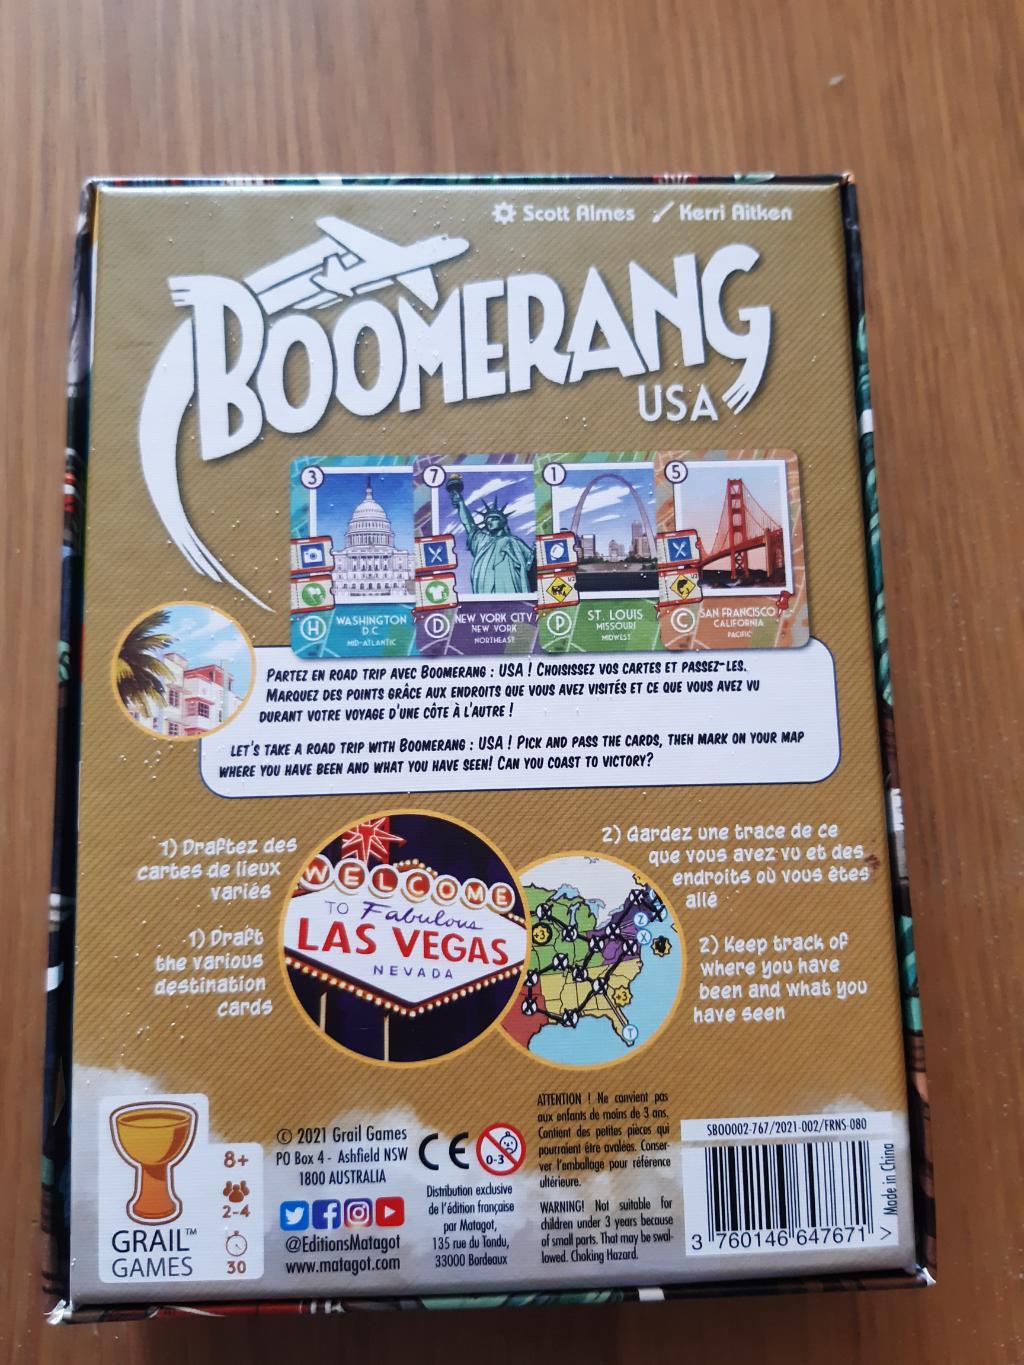 Scott Almes Kerri Aitken
BOOMERANG
USA
3 7 1 5
H WASHINGTON
D.C.
MID-ATLANTIC
D NEW YORK CITY
NEW YORK
NORTHEAST
P ST. LOUIS
MISSOURI
MIDWEST
C SAN FRANCISCO
CALIFORNIA
PACIFIC
PARTEZ EN ROAD TRIP AVEC BOOMERANG : USA ! CHOISISSEZ VOS CARTES ET PASSEZ-LES.
MARQUEZ DES POINTS GRÂCE AUX ENDROITS QUE VOUS AVEZ VISITÉS ET CE QUE VOUS AVEZ VU
DURANT VOTRE VOYAGE D'UNE CÔTE À L'AUTRE !
LET'S TAKE A ROAD TRIP WITH BOOMERANG : USA ! PICK AND PASS THE CARDS, THEN MARK ON YOUR MAP
WHERE YOU HAVE BEEN AND WHAT YOU HAVE SEEN! CAN YOU COAST TO VICTORY?
1) Draftez des
cartes de lieux
variés
1) Draft
the various
destination
cards
WELCOME
TO Fabulous
LAS VEGAS
NEVADA
2) Gardez une trace de ce
que vous avez vu et des
endroits où vous êtes
allé
2) Keep track of
where you have
been and what you
have seen
Z
X
+3
+3
T
GRAIL™
GAMES
8+
2-4
30
© 2021 Grail Games
PO Box 4 - Ashfield NSW
1800 AUSTRALIA
@EditionsMatagot
www.matagot.com
CE 0-3
Distribution exclusive
de l'édition française
par Matagot,
135 rue du Tondu,
33000 Bordeaux
ATTENTION ! Ne convient pas
aux enfants de moins de 3 ans.
Contient des petites pièces qui
pourraient être avalées. Conser-
ver l'emballage pour référence
ultérieure.
WARNING! Not suitable for
children under 3 years because
of small parts. That may be swal-
lowed. Choking Hazard.
SBO0002-767/2021-002/FRNS-080
3 760146 647671 >
Made in China